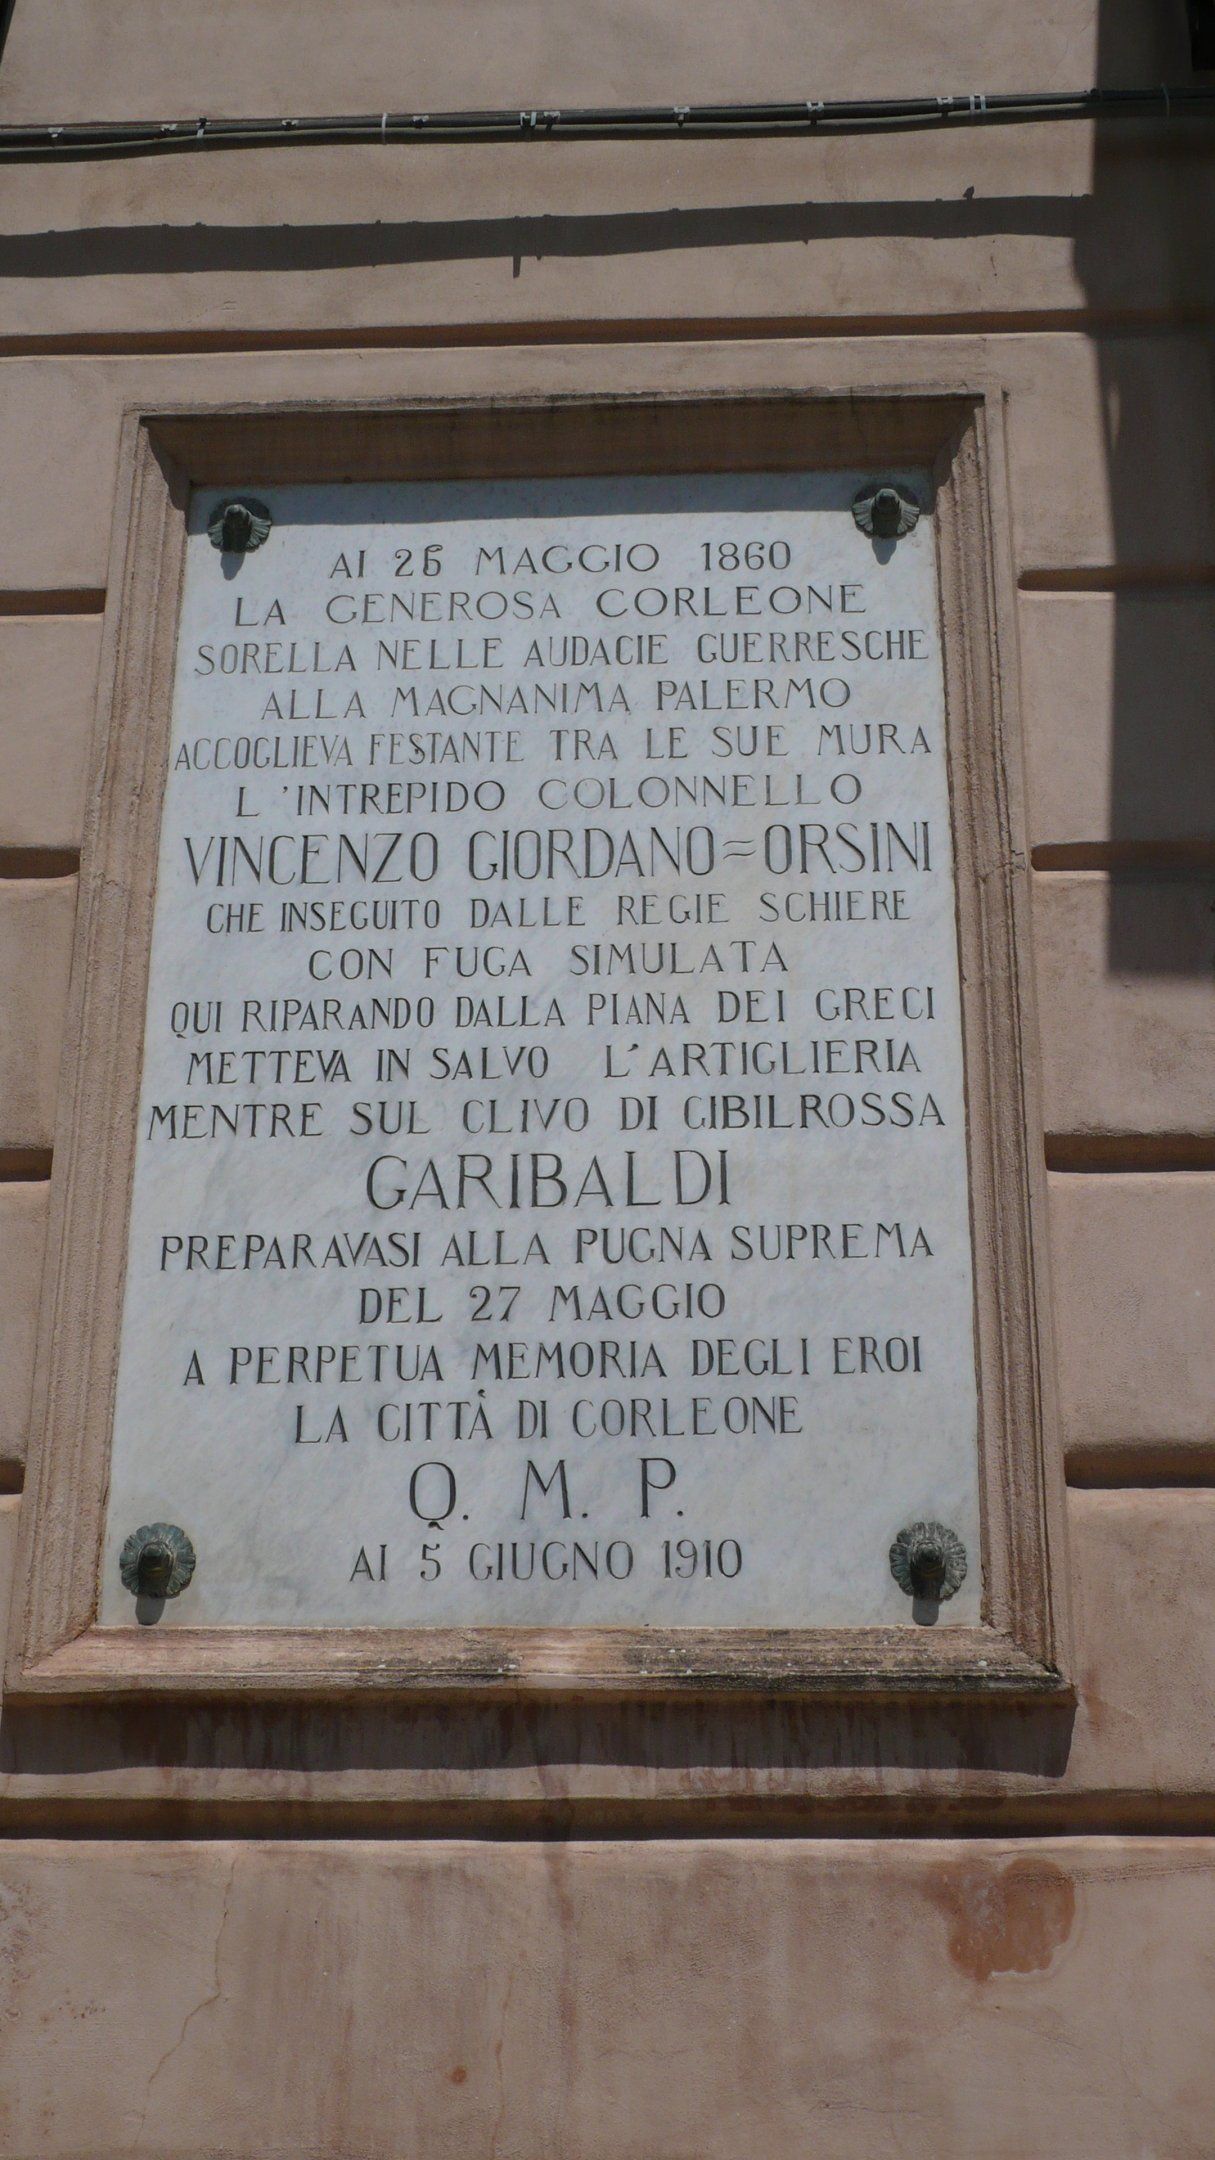 AI 26 MAGGIO 1860
LA GENEROSA CORLEONE
SORELLA NELLE AUDACIE GUERRESCHE
ALLA MAGNANIMA PALERMO
ACCOGLIEVA FESTANTE TRA LE SUE MURA
L'INTREPIDO COLONNELLO
VINCENZO GIORDANO=ORSINI
CHE INSEGUITO DALLE REGIE SCHIERE
CON FUGA SIMULATA
QUI RIPARANDO DALLA PIANA DEI GRECI
METTEVA IN SALVO L'ARTIGLIERIA
MENTRE SUL CLIVO DI GIBILROSSA
GARIBALDI
PREPARAVASI ALLA PUGNA SUPREMA
DEL 27 MAGGIO
A PERPETUA MEMORIA DEGLI EROI
LA CITTÀ DI CORLEONE
Q. M. P.
AI 5 GIUGNO 1910